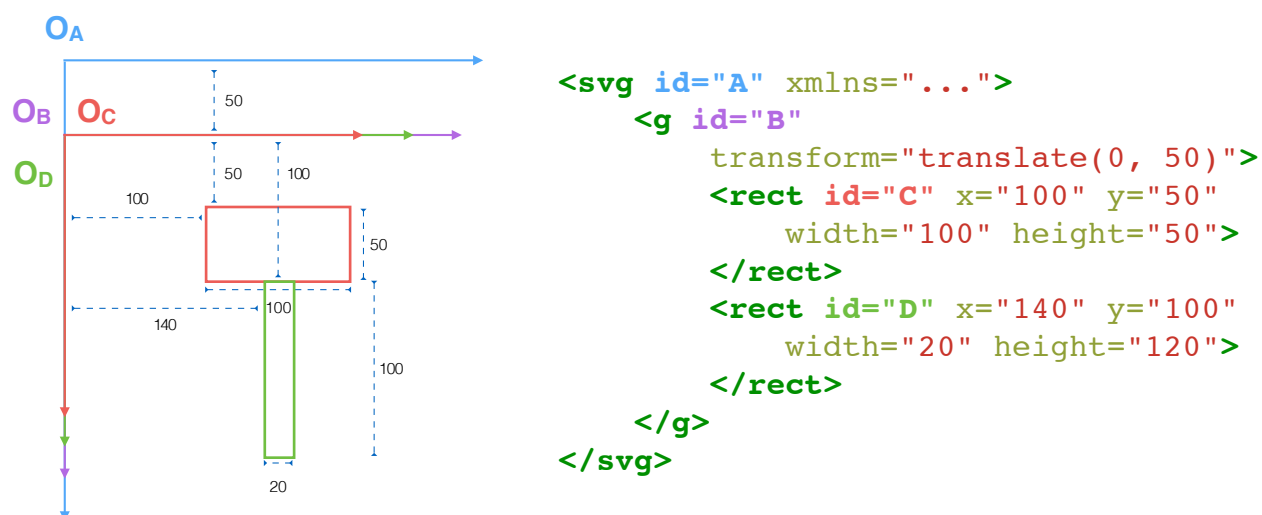 OA
50
OB OC
OD
50
100
100
50
100
140
100
20
<svg id="A" xmlns="...">
<g id="B"
transform="translate(0, 50)">
<rect id="C" x="100" y="50"
width="100" height="50">
</rect>
<rect id="D" x="140" y="100"
width="20" height="120">
</rect>
</g>
</svg>